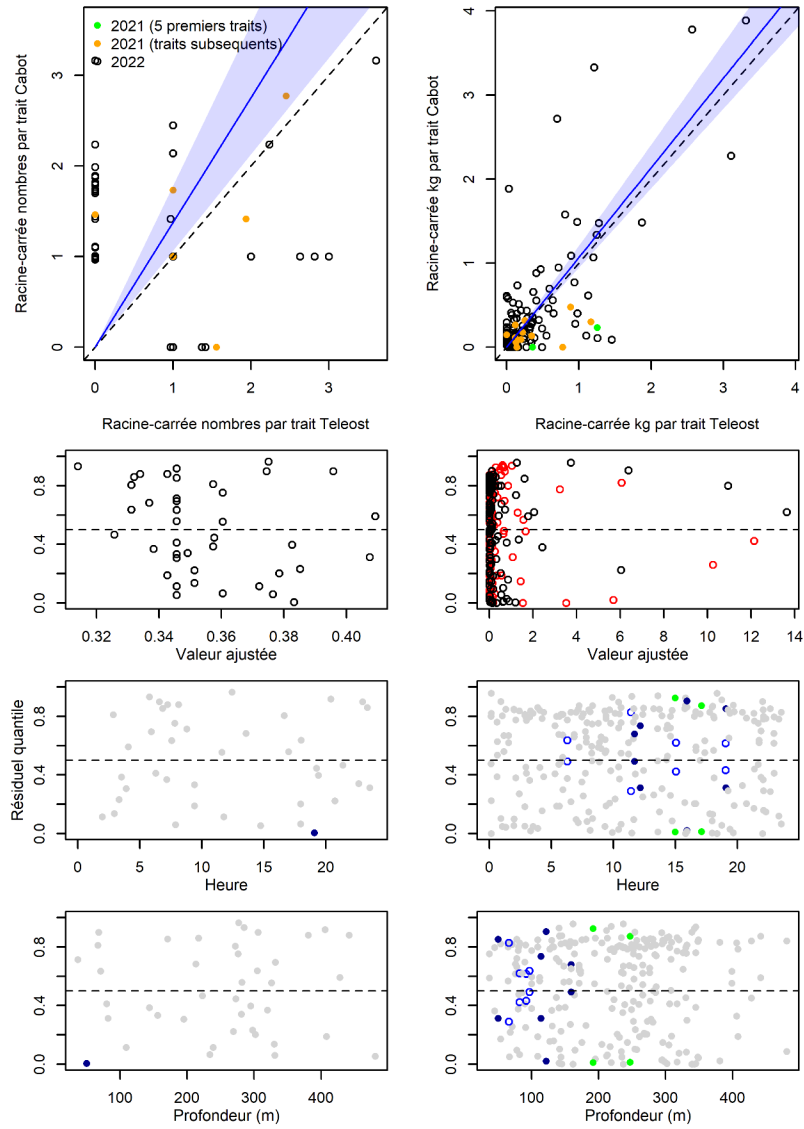 2021 (5 premiers traits)
2021 (traits subsequents)
2022
Racine-carrée nombres par trait Cabot
0 1 2 3
0 1 2 3
Racine-carrée nombres par trait Teleost
Racine-carrée kg par trait Cabot
0 1 2 3 4
0 1 2 3 4
Racine-carrée kg par trait Teleost
0.0 0.4 0.8
0.32 0.34 0.36 0.38 0.40
Valeur ajustée
0.0 0.4 0.8
0 2 4 6 8 10 12 14
Valeur ajustée
Résiduel quantile
0.0 0.4 0.8
0 5 10 15 20
Heure
0.0 0.4 0.8
0 5 10 15 20
Heure
0.0 0.4 0.8
100 200 300 400
Profondeur (m)
0.0 0.4 0.8
100 200 300 400
Profondeur (m)